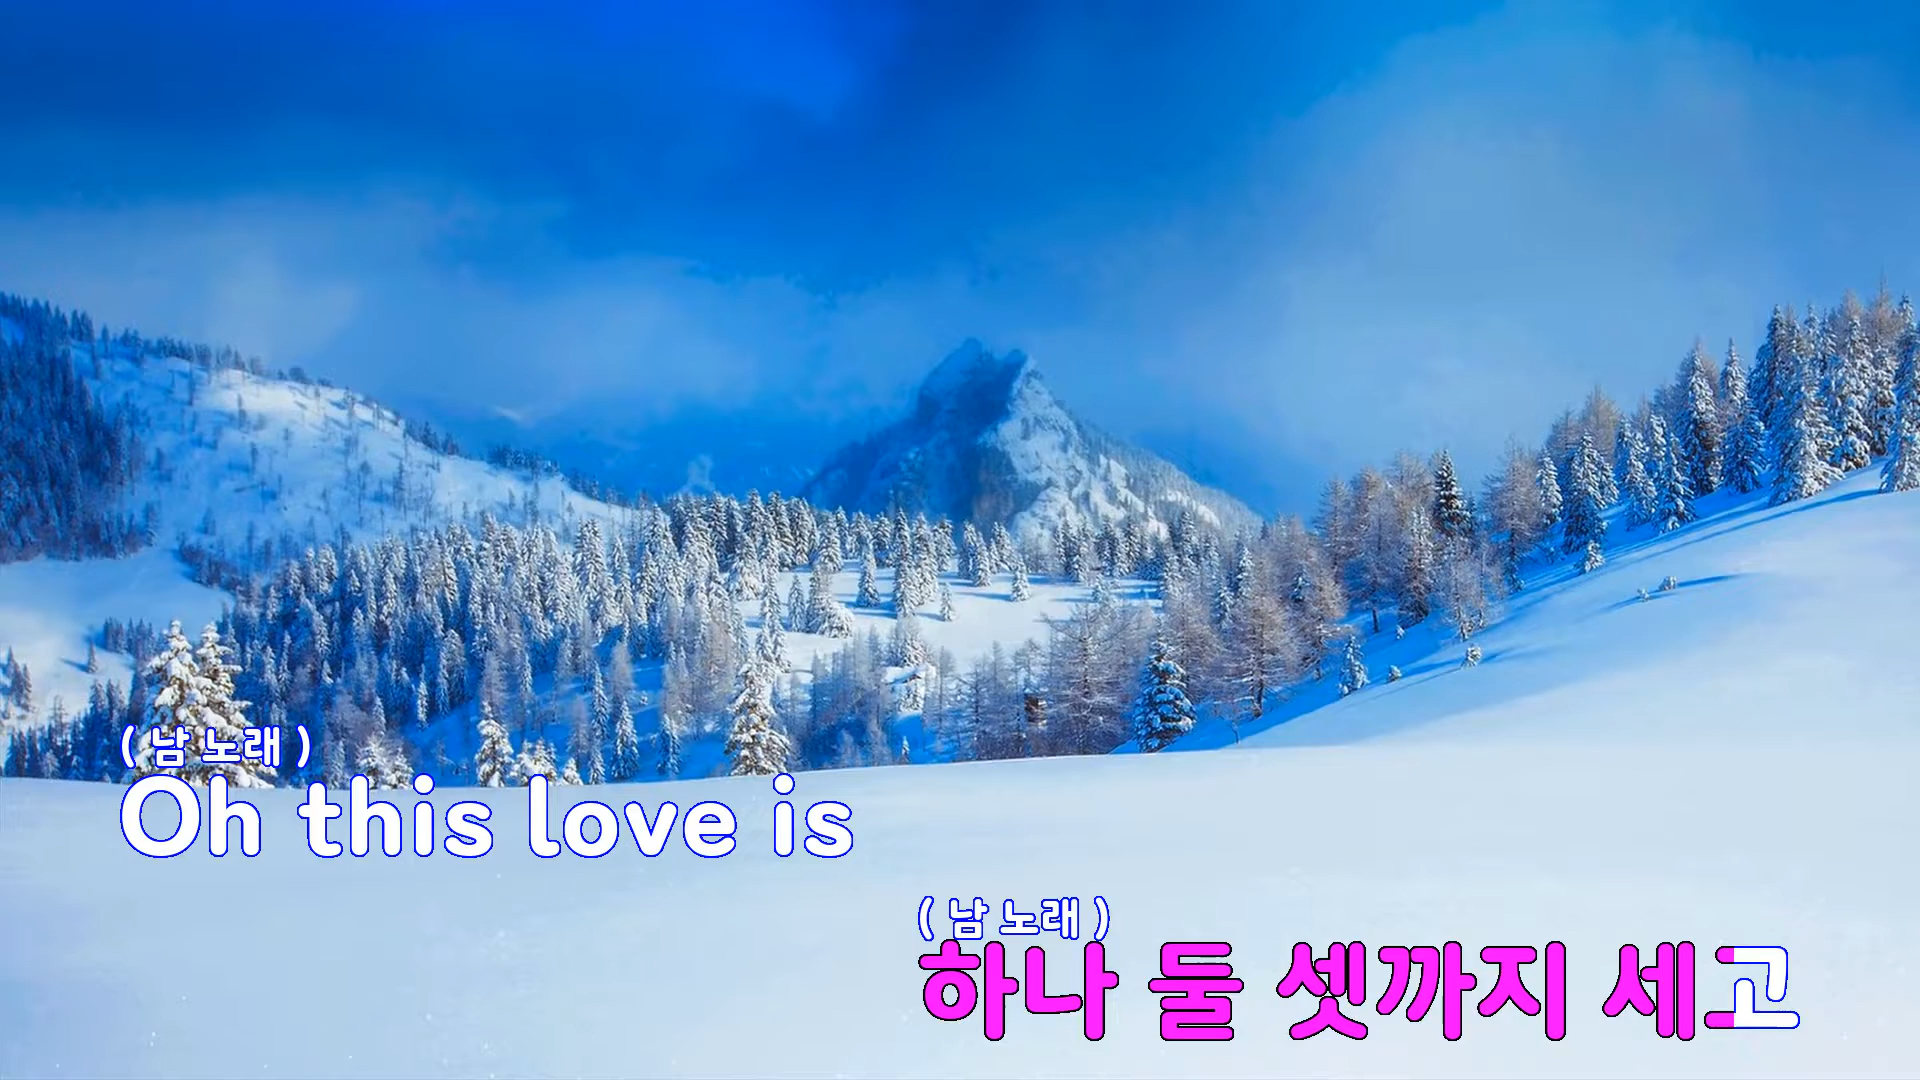 ( 남 노래 )
Oh this love is
( 남 노래 )
하나 둘 셋까지 세고